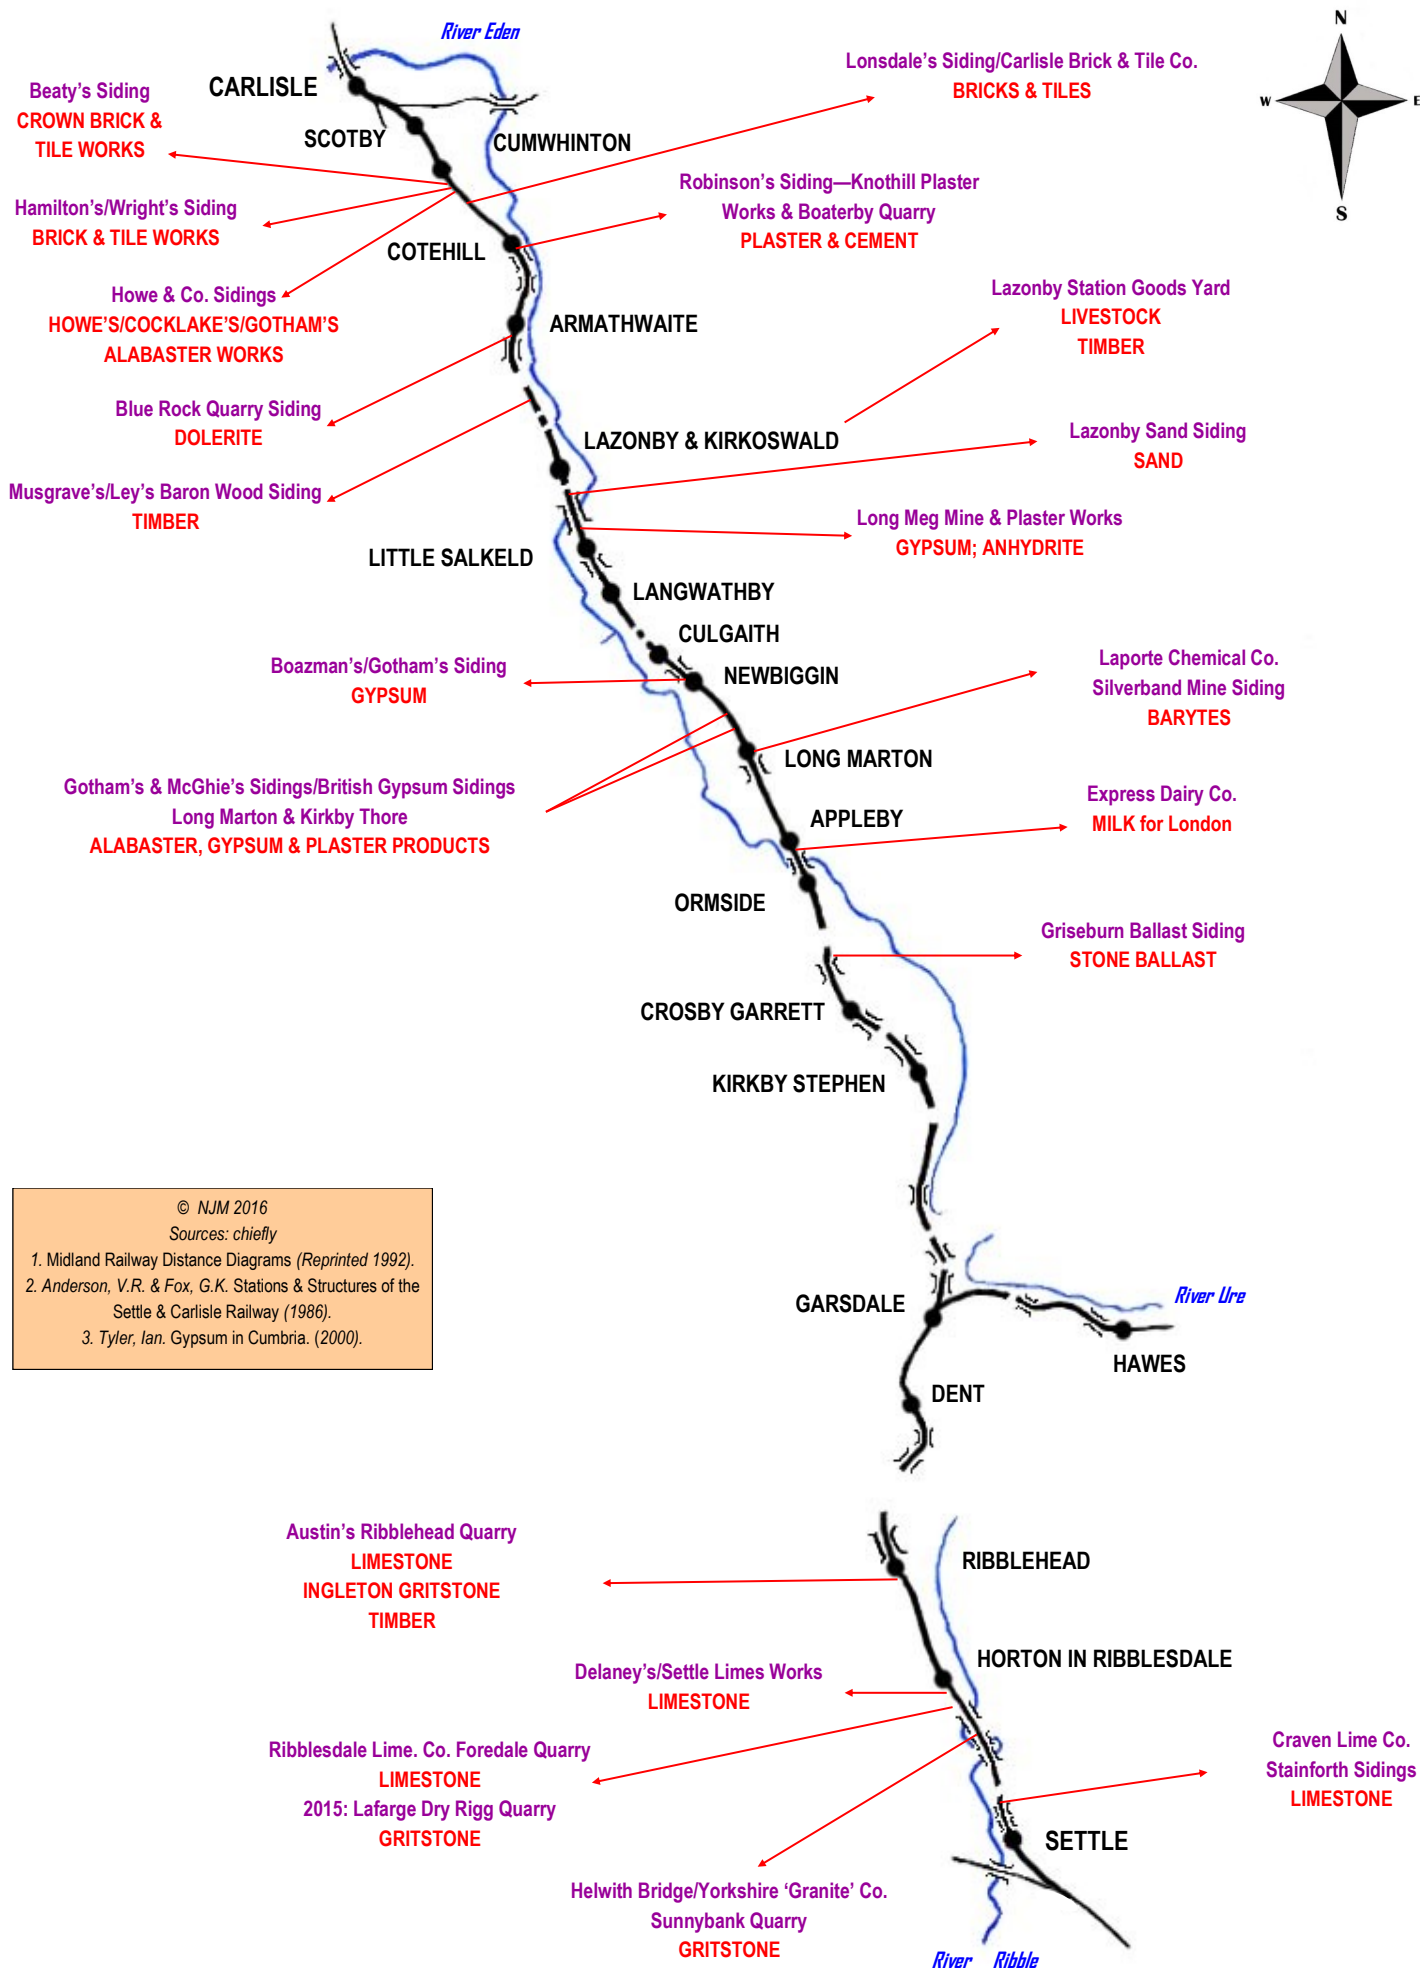 N
W
E
S
River Eden
CARLISLE
Lonsdale's Siding/Carlisle Brick & Tile Co.
BRICKS & TILES
Beaty's Siding
CROWN BRICK &
TILE WORKS
SCOTBY
CUMWHINTON
Hamilton's/Wright's Siding
BRICK & TILE WORKS
Robinson's Siding—Knothill Plaster
Works & Boaterby Quarry
PLASTER & CEMENT
COTEHILL
Howe & Co. Sidings
HOWE'S/COCKLAKE'S/GOTHAM'S
ALABASTER WORKS
ARMATHWAITE
Lazonby Station Goods Yard
LIVESTOCK
TIMBER
Blue Rock Quarry Siding
DOLERITE
LAZONBY & KIRKOSWALD
Lazonby Sand Siding
SAND
Musgrave's/Ley's Baron Wood Siding
TIMBER
Long Meg Mine & Plaster Works
GYPSUM; ANHYDRITE
LITTLE SALKELD
LANGWATHBY
CULGAITH
Boazman's/Gotham's Siding
GYPSUM
NEWBIGGIN
Laporte Chemical Co.
Silverband Mine Siding
BARYTES
LONG MARTON
Gotham's & McGhie's Sidings/British Gypsum Sidings
Long Marton & Kirkby Thore
ALABASTER, GYPSUM & PLASTER PRODUCTS
Express Dairy Co.
MILK for London
APPLEBY
ORMSIDE
Griseburn Ballast Siding
STONE BALLAST
CROSBY GARRETT
KIRKBY STEPHEN
© NJM 2016
Sources: chiefly
1. Midland Railway Distance Diagrams (Reprinted 1992).
2. Anderson, V.R. & Fox, G.K. Stations & Structures of the
Settle & Carlisle Railway (1986).
3. Tyler, Ian. Gypsum in Cumbria. (2000).
GARSDALE
River Ure
HAWES
DENT
Austin's Ribblehead Quarry
LIMESTONE
INGLETON GRITSTONE
TIMBER
RIBBLEHEAD
HORTON IN RIBBLESDALE
Delaney's/Settle Limes Works
LIMESTONE
Ribblesdale Lime. Co. Foredale Quarry
LIMESTONE
2015: Lafarge Dry Rigg Quarry
GRITSTONE
Craven Lime Co.
Stainforth Sidings
LIMESTONE
SETTLE
Helwith Bridge/Yorkshire 'Granite' Co.
Sunnybank Quarry
GRITSTONE
River Ribble